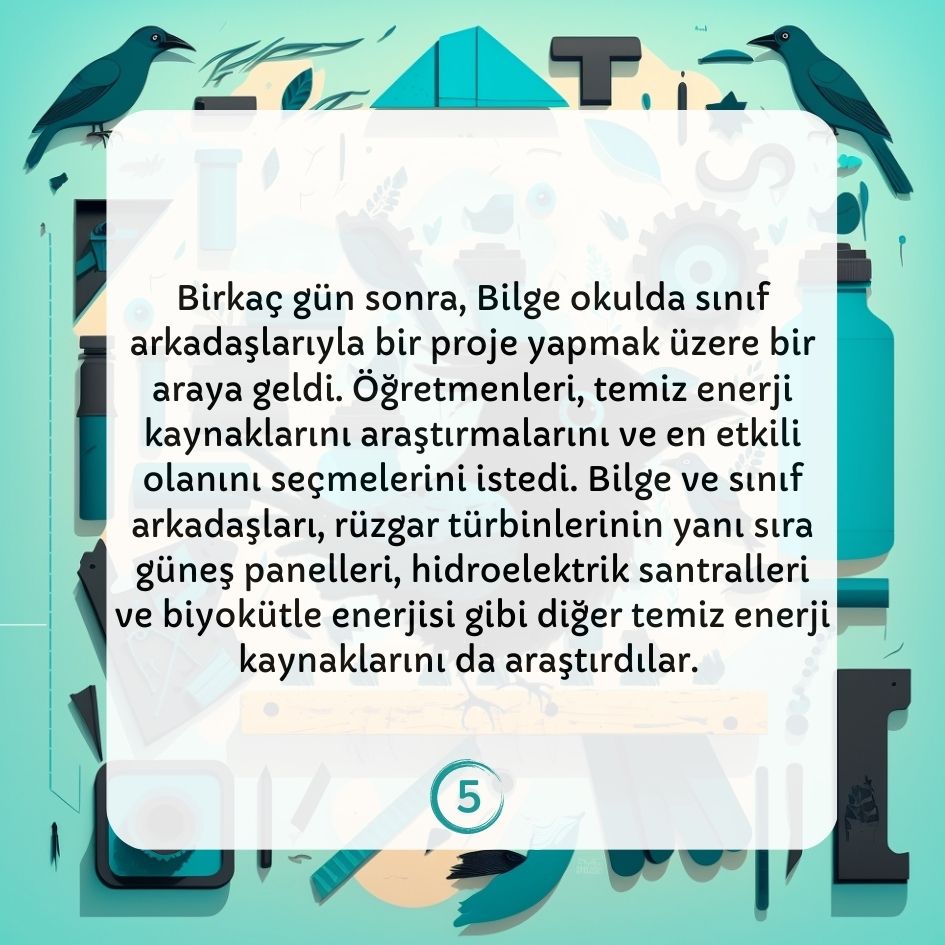 Birkaç gün sonra, Bilge okulda sınıf
arkadaşlarıyla bir proje yapmak üzere bir
araya geldi. Öğretmenleri, temiz enerji
kaynaklarını araştırmalarını ve en etkili
olanını seçmelerini istedi. Bilge ve sınıf
arkadaşları, rüzgar türbinlerinin yanı sıra
güneş panelleri, hidroelektrik santralleri
ve biyokütle enerjisi gibi diğer temiz enerji
kaynaklarını da araştırdılar.
5